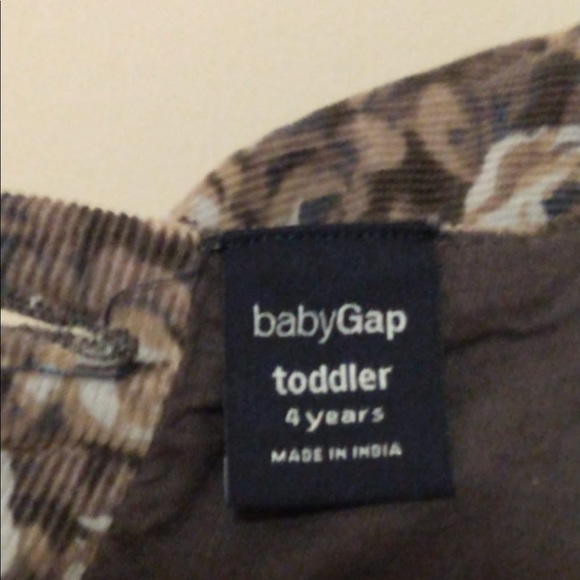 babyGap
toddler
4 years
MADE IN INDIA